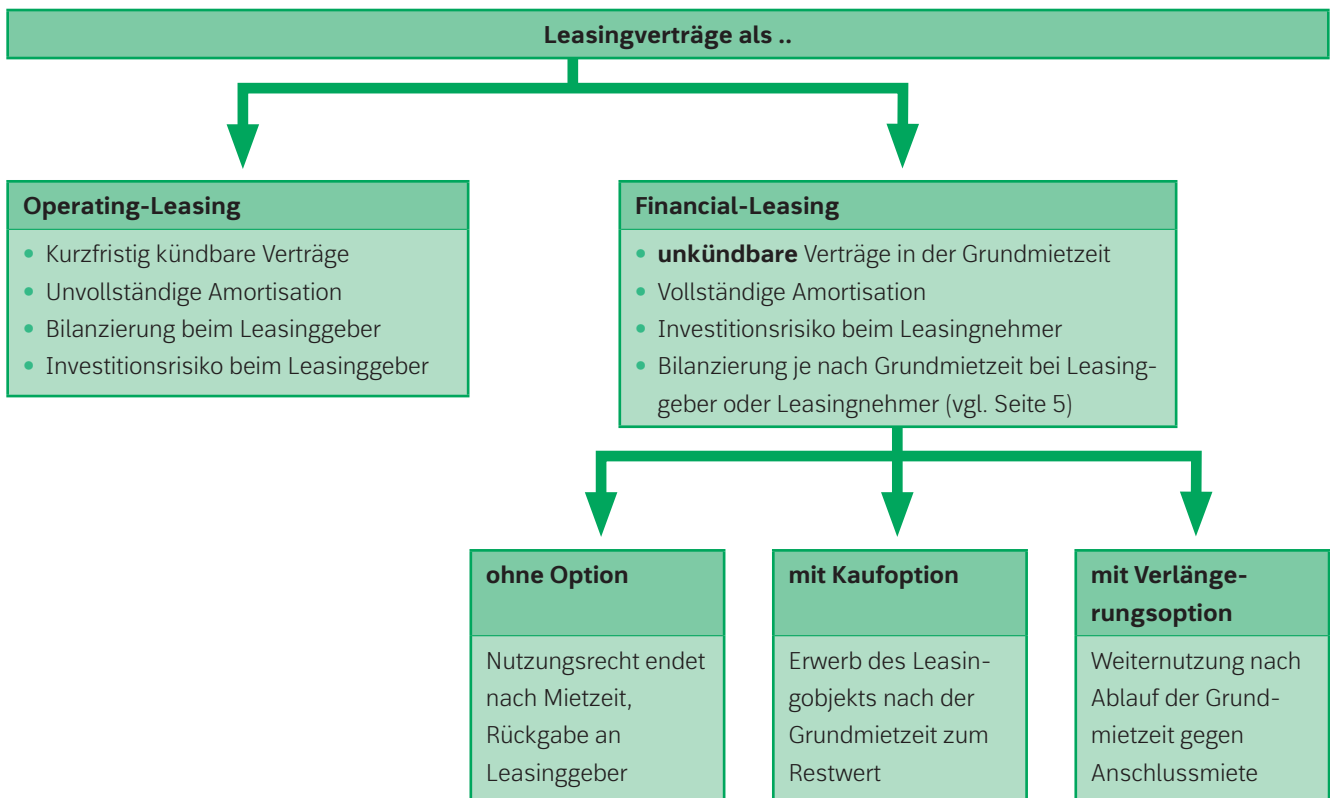 Leasingverträge als ..
Operating-Leasing
• Kurzfristig kündbare Verträge
• Unvollständige Amortisation
• Bilanzierung beim Leasinggeber
• Investitionsrisiko beim Leasinggeber
Financial-Leasing
• unkündbare Verträge in der Grundmietzeit
• Vollständige Amortisation
• Investitionsrisiko beim Leasingnehmer
• Bilanzierung je nach Grundmietzeit bei Leasing-
geber oder Leasingnehmer (vgl. Seite 5)
ohne Option
Nutzungsrecht endet
nach Mietzeit,
Rückgabe an
Leasinggeber
mit Kaufoption
Erwerb des Leasin-
gobjekts nach der
Grundmietzeit zum
Restwert
mit Verlänge-
rungsoption
Weiternutzung nach
Ablauf der Grund-
mietzeit gegen
Anschlussmiete